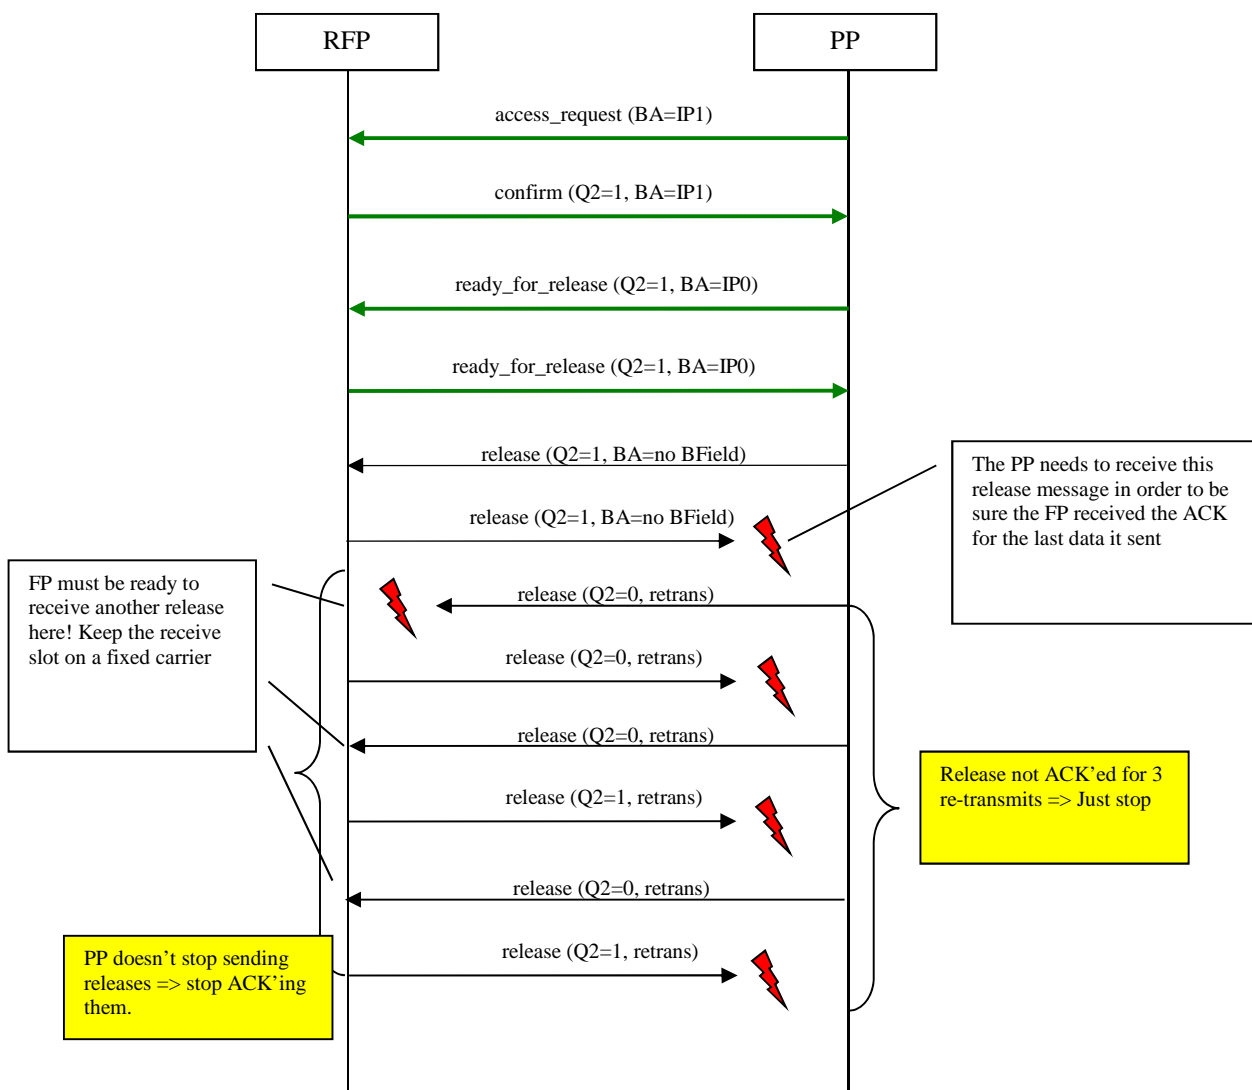 RFP
PP
access_request (BA=IP1)
confirm (Q2=1, BA=IP1)
ready_for_release (Q2=1, BA=IP0)
ready_for_release (Q2=1, BA=IP0)
release (Q2=1, BA=no BField)
The PP needs to receive this
release message in order to be
sure the FP received the ACK
for the last data it sent
release (Q2=1, BA=no BField)
FP must be ready to
receive another release
here! Keep the receive
slot on a fixed carrier
release (Q2=0, retrans)
release (Q2=0, retrans)
release (Q2=0, retrans)
Release not ACK’ed for 3
re-transmits => Just stop
release (Q2=1, retrans)
release (Q2=0, retrans)
PP doesn’t stop sending
releases => stop ACK’ing
them.
release (Q2=1, retrans)